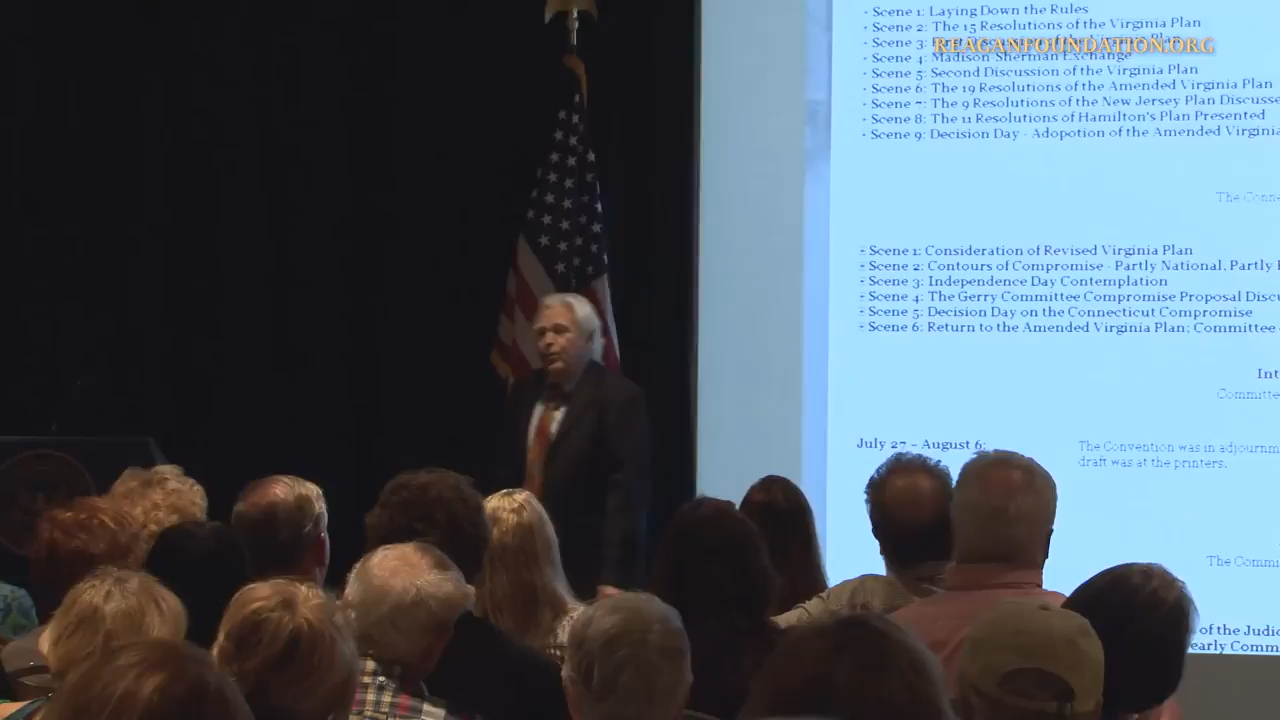 - Scene 1: Laying Down the Rules
- Scene 2: The 15 Resolutions of the Virginia Plan
- Scene 3:
REAGANFOUNDATION.ORG
- Scene 4: Madison-Sherman Exchange
- Scene 5: Second Discussion of the Virginia Plan
- Scene 6: The 19 Resolutions of the Amended Virginia Plan
- Scene 7: The 9 Resolutions of the New Jersey Plan Discusse
- Scene 8: The 11 Resolutions of Hamilton's Plan Presented
- Scene 9: Decision Day - Adopotion of the Amended Virginia
The Conne
- Scene 1: Consideration of Revised Virginia Plan
- Scene 2: Contours of Compromise - Partly National, Partly F
- Scene 3: Independence Day Contemplation
- Scene 4: The Gerry Committee Compromise Proposal Discu
- Scene 5: Decision Day on the Connecticut Compromise
- Scene 6: Return to the Amended Virginia Plan; Committee
Int
Committe
July 27 - August 6: The Convention was in adjournm
draft was at the printers.
The Commi
of the Judic
early Comm